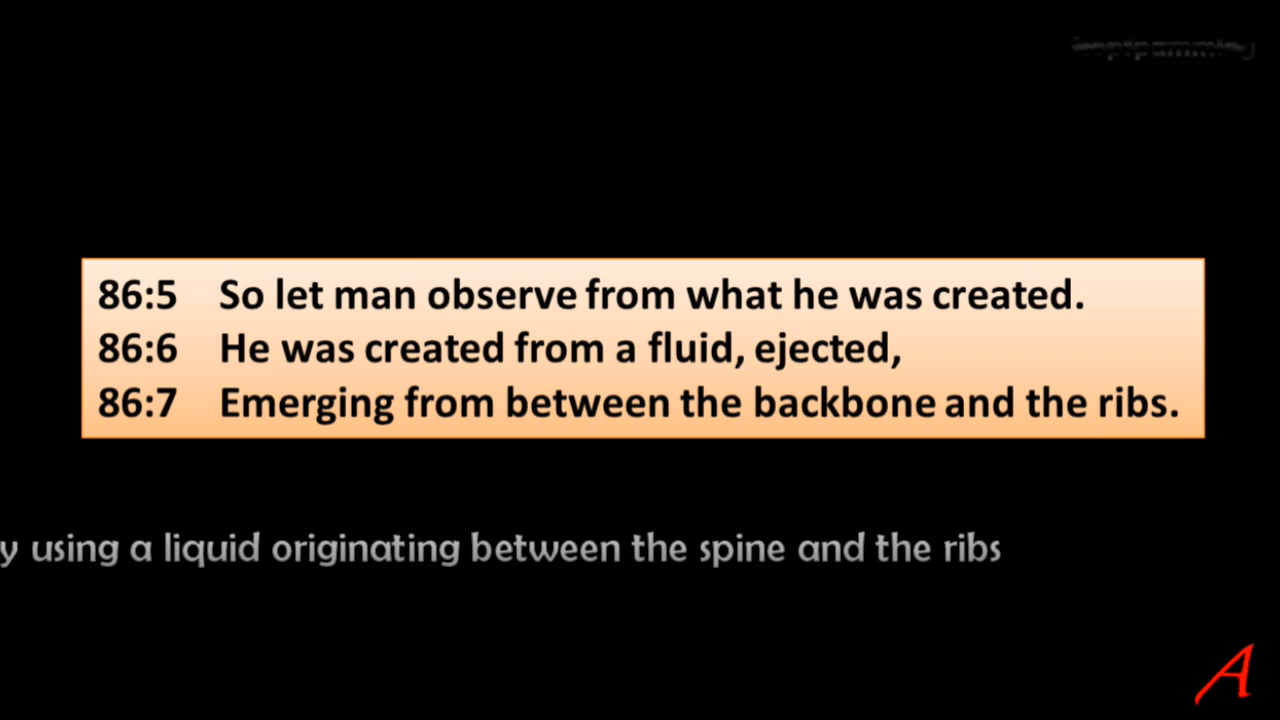 86:5 So let man observe from what he was created.
86:6 He was created from a fluid, ejected,
86:7 Emerging from between the backbone and the ribs.
y using a liquid originating between the spine and the ribs
A